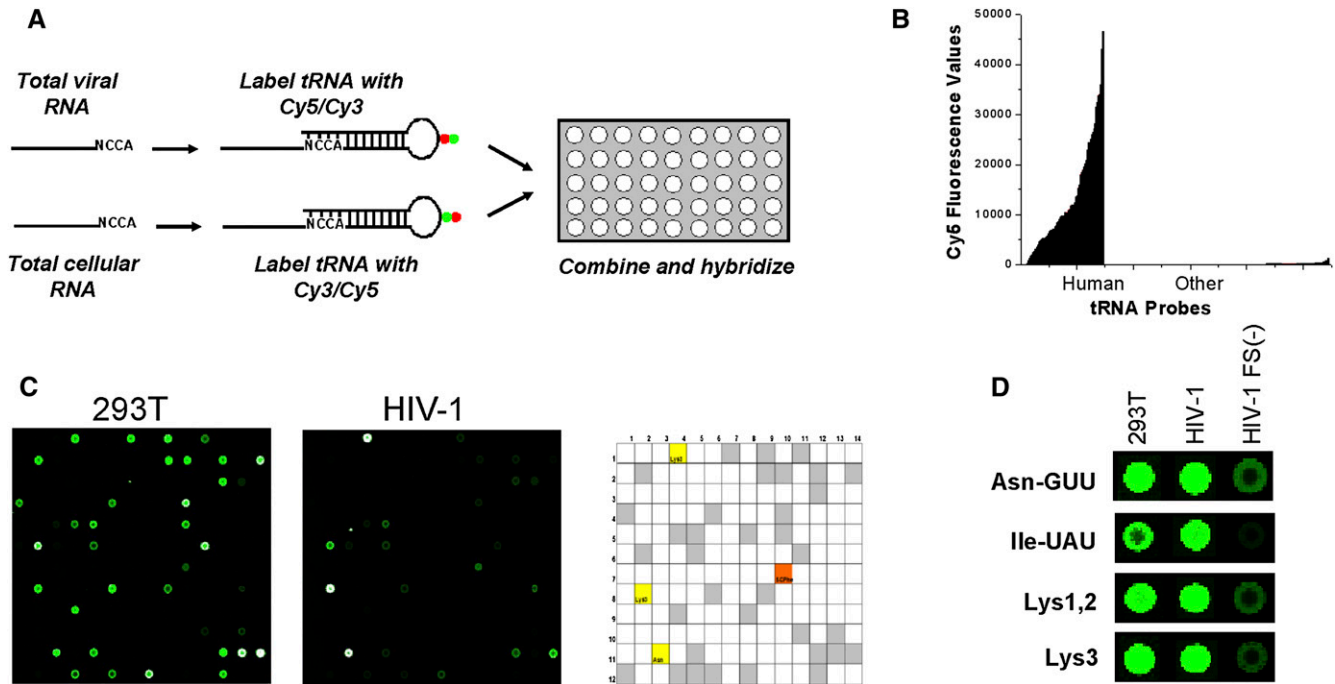 A
Total viral
RNA
NCCA
Label tRNA with
Cy5/Cy3
NCCA
Total cellular
RNA
NCCA
Label tRNA with
Cy3/Cy5
NCCA
Combine and hybridize
B
Cy5 Fluorescence Values
50000
40000
30000
20000
10000
0
Human
Other
tRNA Probes
C
293T
HIV-1
1 2 3 4 5 6 7 8 9 10 11 12 13 14
1
2
3
4
5
6
7
8
9
10
11
12
Lys3
Asn
D
293T
HIV-1
HIV-1 FS(-)
Asn-GUU
Ile-UAU
Lys1,2
Lys3